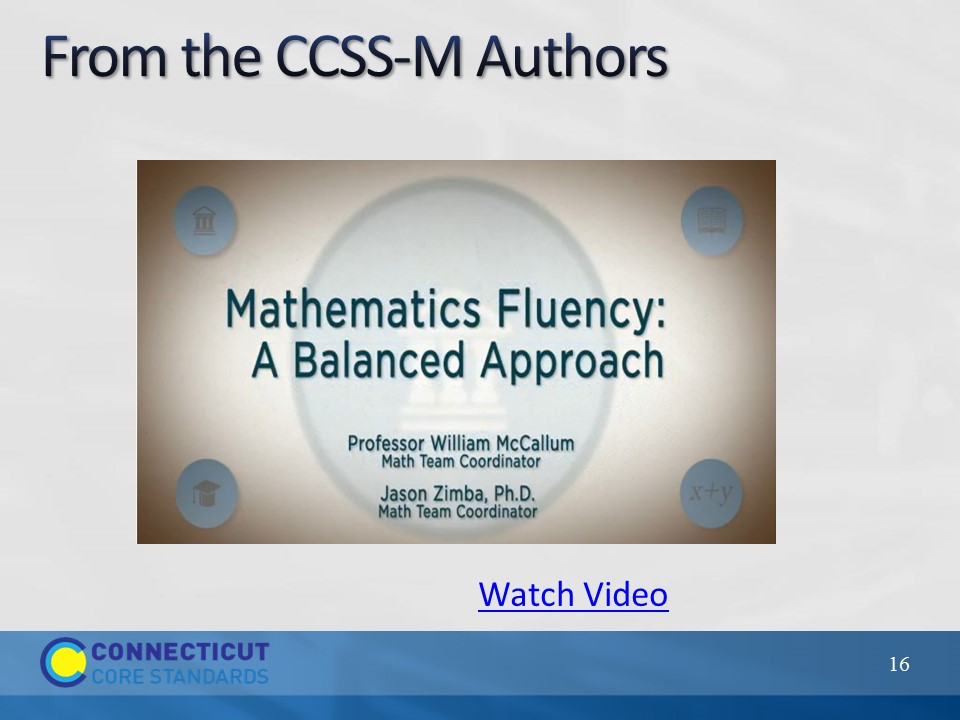 From the CCSS-M Authors
Mathematics Fluency:
A Balanced Approach
Professor William McCallum
Math Team Coordinator
Jason Zimba, Ph.D.
Math Team Coordinator
x+y
Watch Video
CONNECTICUT
CORE STANDARDS
16